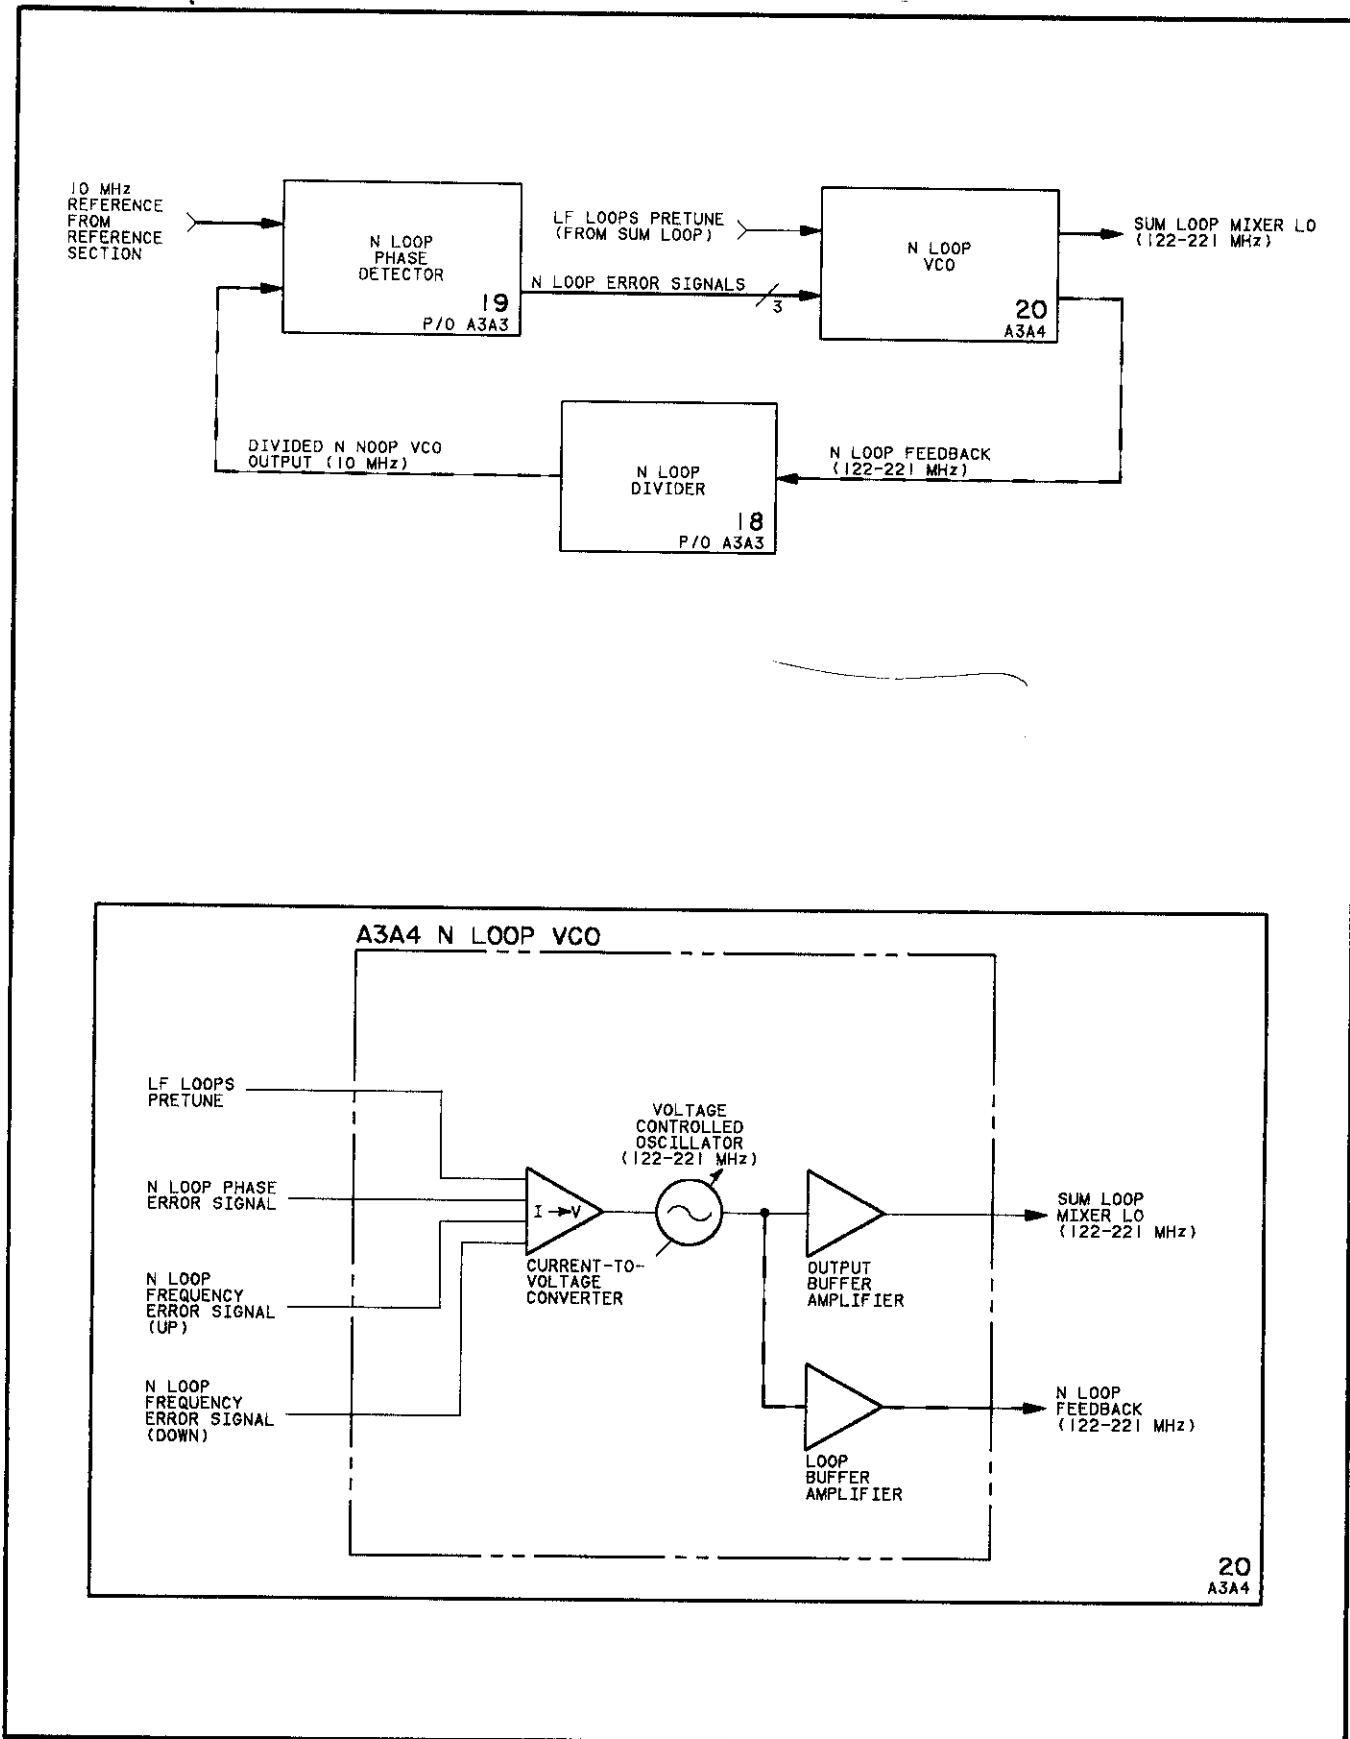 10 MHz
REFERENCE
FROM
REFERENCE
SECTION
N LOOP
PHASE
DETECTOR
19
P/O A3A3
LF LOOPS PRETUNE
(FROM SUM LOOP)
N LOOP ERROR SIGNALS
3
N LOOP
VCO
20
A3A4
SUM LOOP MIXER LO
(122-221 MHz)
DIVIDED N NOOP VCO
OUTPUT (10 MHz)
N LOOP
DIVIDER
18
P/O A3A3
N LOOP FEEDBACK
(122-221 MHz)
A3A4 N LOOP VCO
LF LOOPS
PRETUNE
N LOOP PHASE
ERROR SIGNAL
N LOOP
FREQUENCY
ERROR SIGNAL
(UP)
N LOOP
FREQUENCY
ERROR SIGNAL
(DOWN)
I→V
CURRENT-TO-
VOLTAGE
CONVERTER
VOLTAGE
CONTROLLED
OSCILLATOR
(122-221 MHz)
OUTPUT
BUFFER
AMPLIFIER
LOOP
BUFFER
AMPLIFIER
SUM LOOP
MIXER LO
(122-221 MHz)
N LOOP
FEEDBACK
(122-221 MHz)
20
A3A4